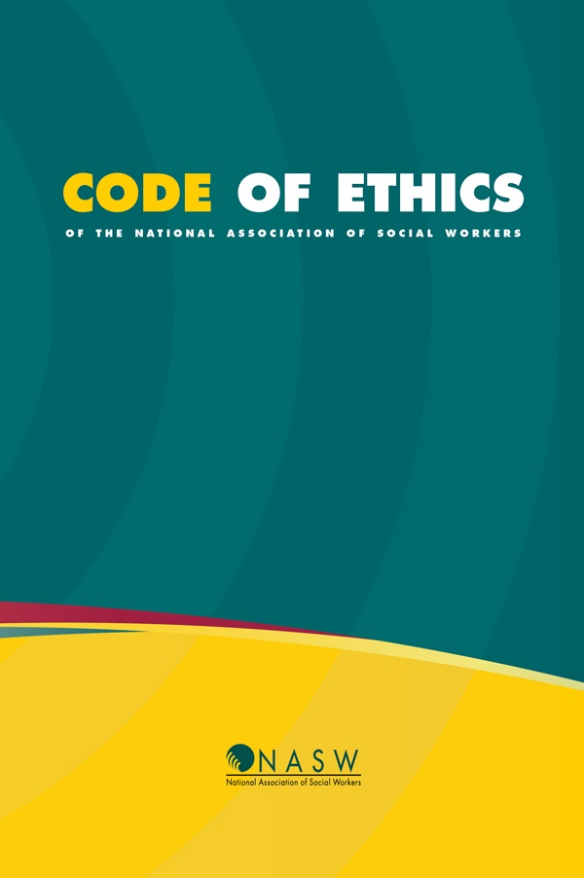 CODE OF ETHICS
OF THE NATIONAL ASSOCIATION OF SOCIAL WORKERS
NASW
National Association of Social Workers